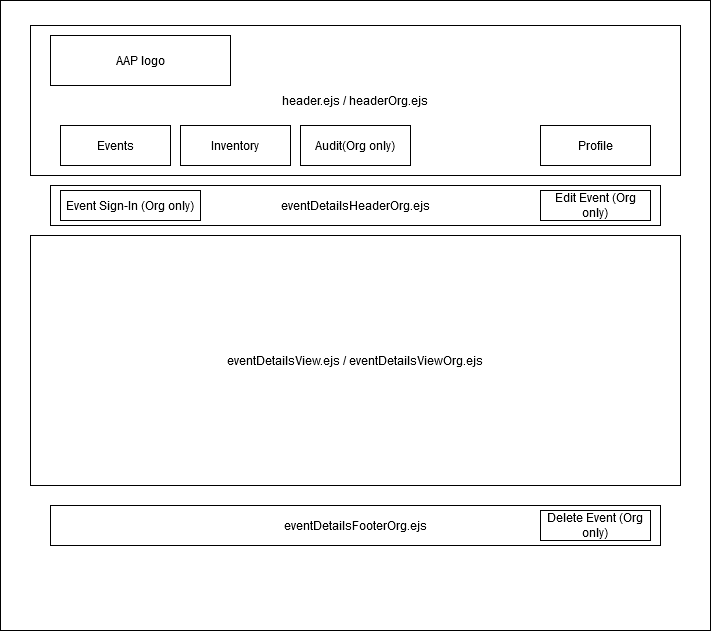 AAP logo
header.ejs / headerOrg.ejs
Events
Inventory
Audit(Org only)
Profile
Event Sign-In (Org only)
eventDetailsHeaderOrg.ejs
Edit Event (Org
only)
eventDetailsView.ejs / eventDetailsViewOrg.ejs
eventDetailsFooterOrg.ejs
Delete Event (Org
only)